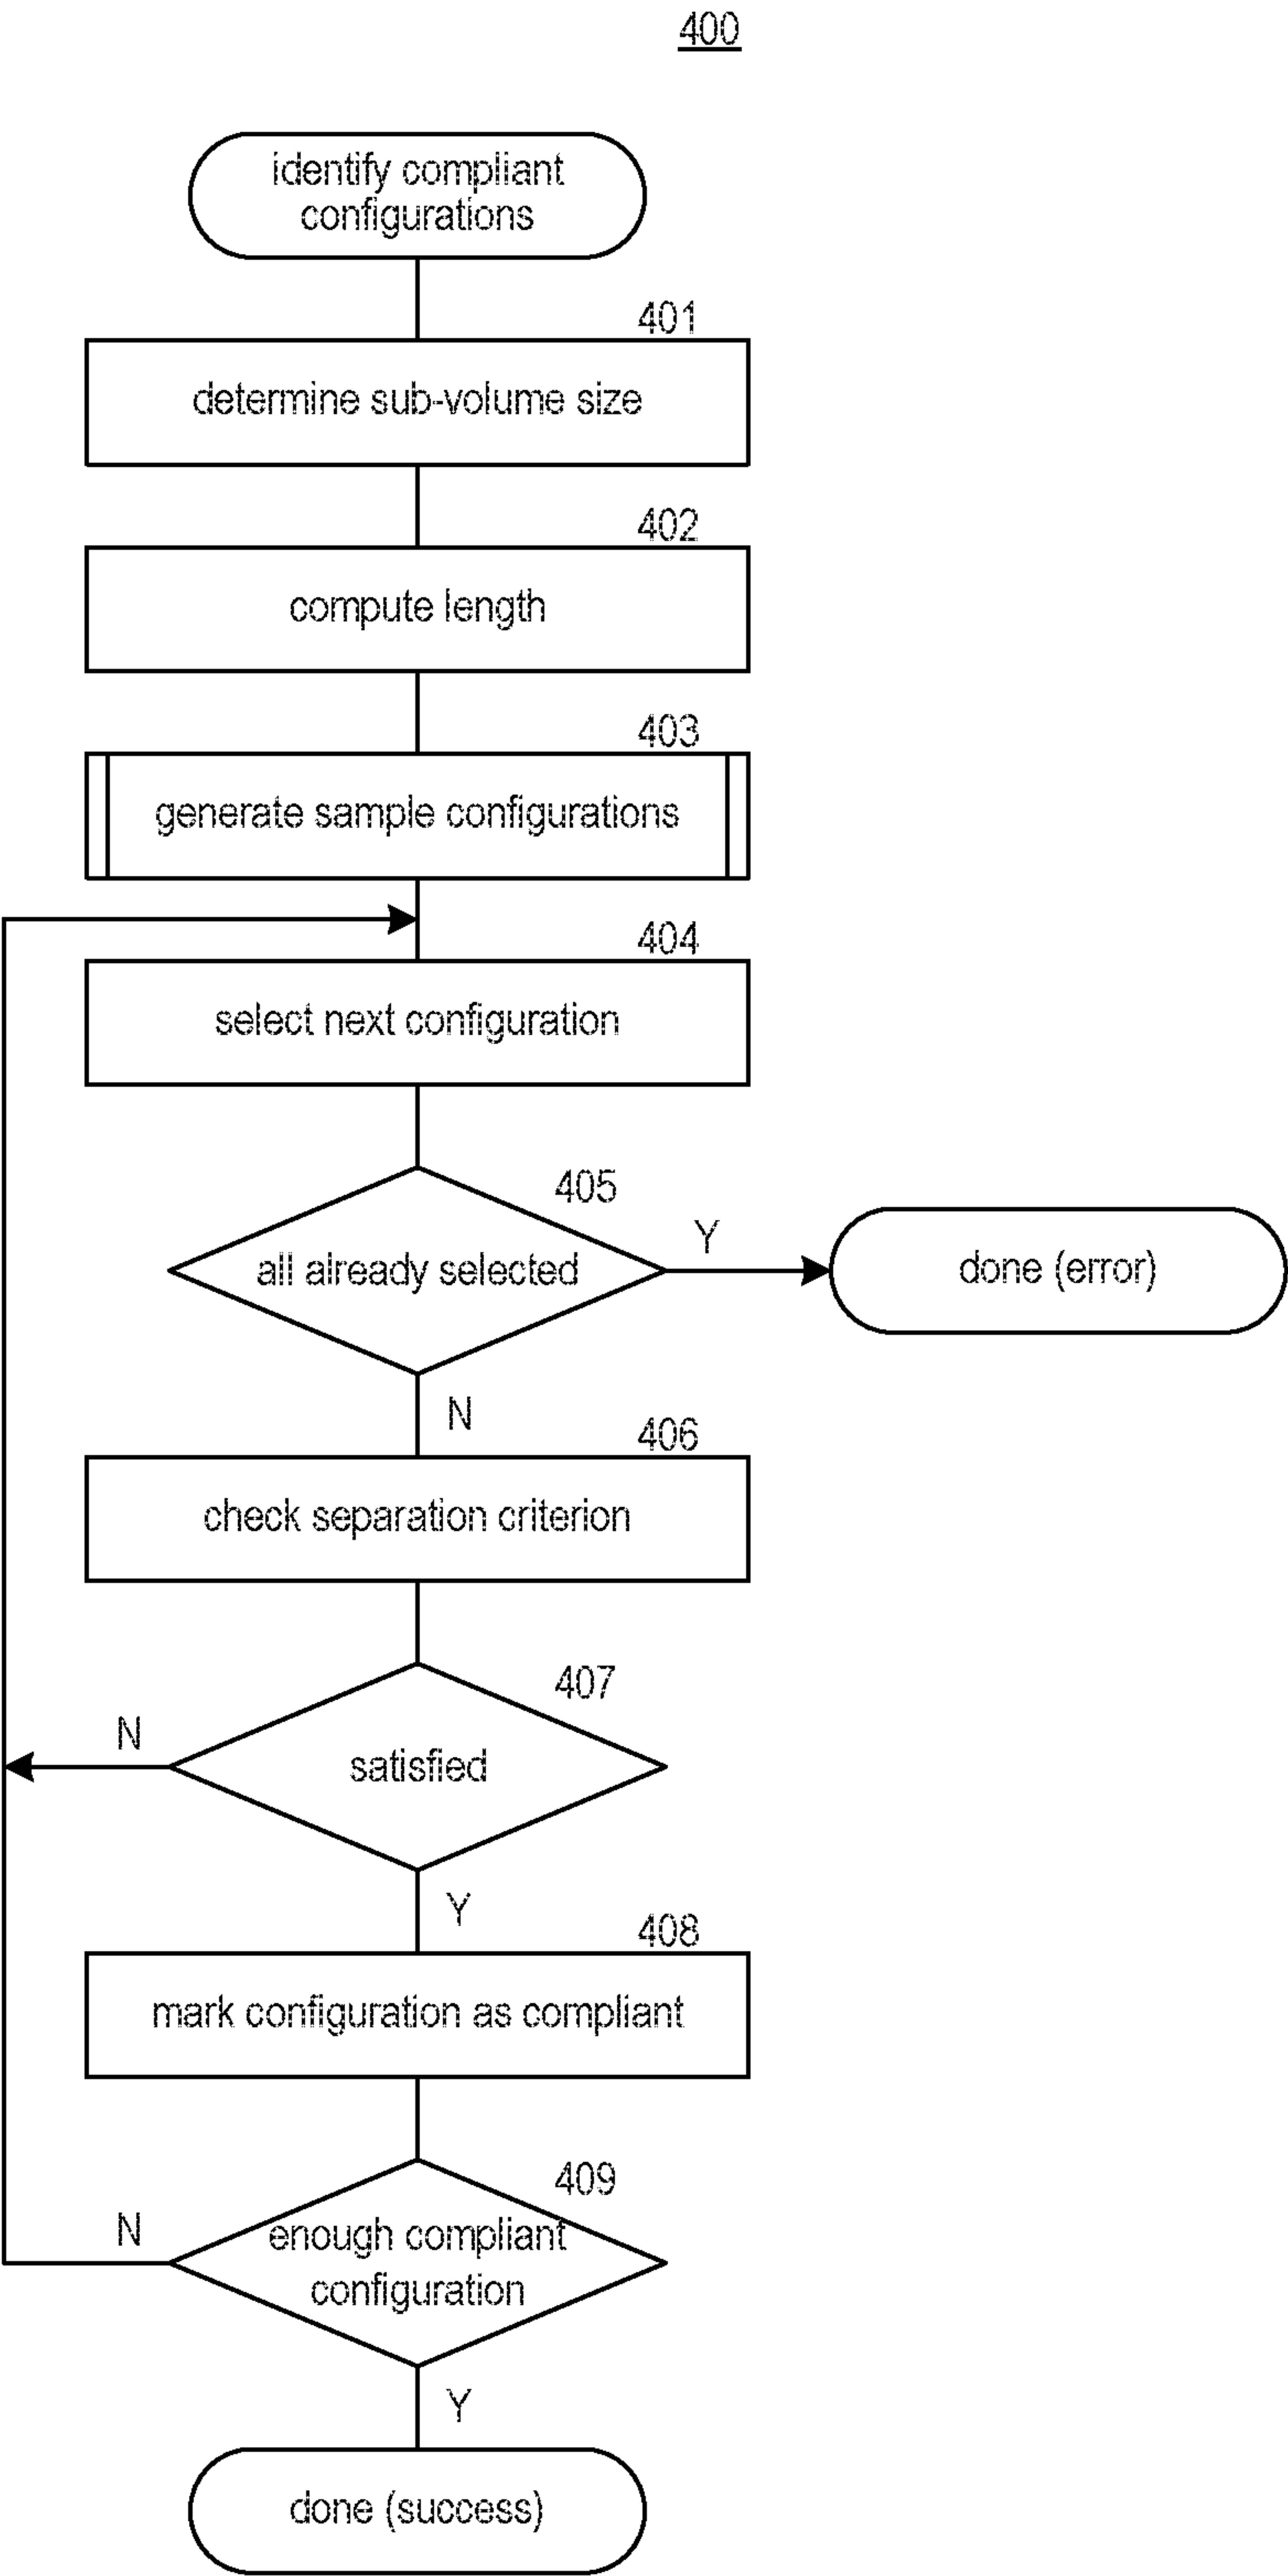 400
identify compliant
configurations
401
determine sub-volume size
402
compute length
403
generate sample configurations
404
select next configuration
405
all already selected
Y
done (error)
N
406
check separation criterion
407
N
satisfied
Y
408
mark configuration as compliant
409
N
enough compliant
configuration
Y
done (success)